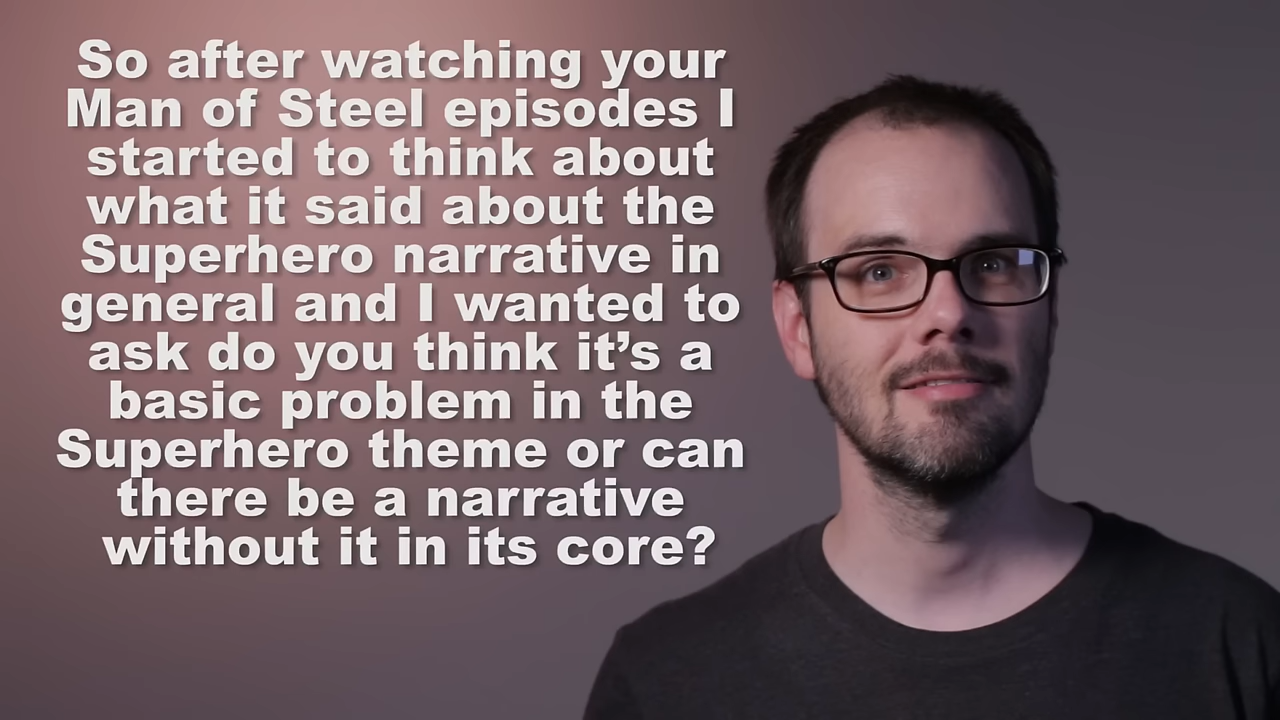 So after watching your
Man of Steel episodes I
started to think about
what it said about the
Superhero narrative in
general and I wanted to
ask do you think it’s a
basic problem in the
Superhero theme or can
there be a narrative
without it in its core?